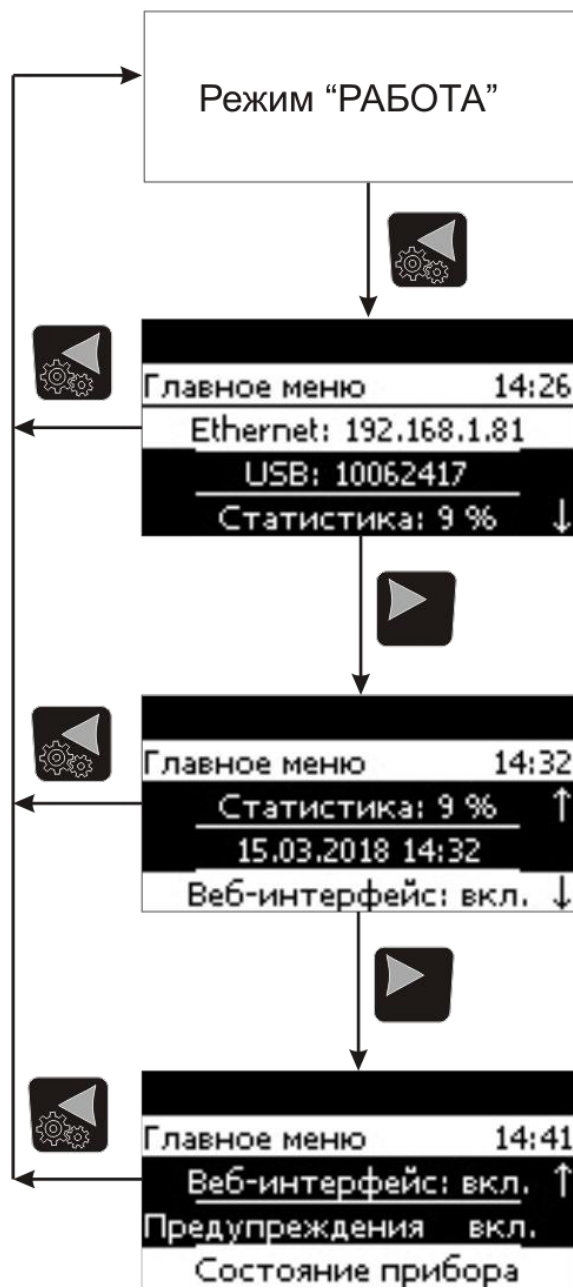 Режим “РАБОТА”
Главное меню 14:26
Ethernet: 192.168.1.81
USB: 10062417
Статистика: 9 % ↓
Главное меню 14:32
Статистика: 9 % ↑
15.03.2018 14:32
Веб-интерфейс: вкл. ↓
Главное меню 14:41
Веб-интерфейс: вкл. ↑
Предупреждения вкл.
Состояние прибора